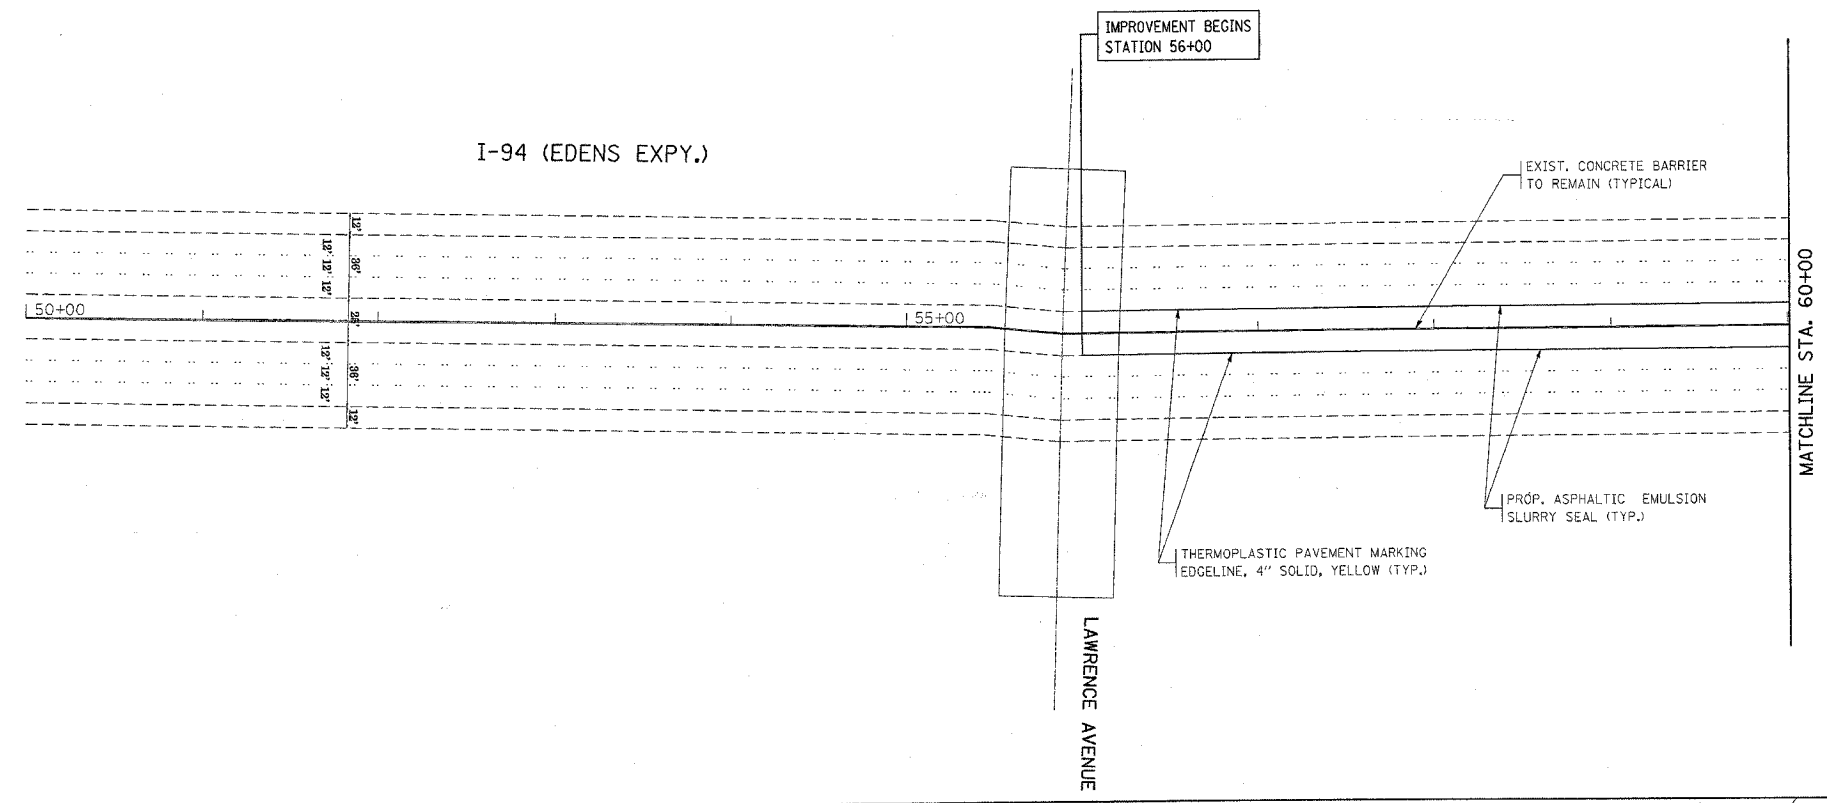 IMPROVEMENT BEGINS
STATION 56+00
I-94 (EDENS EXPY.)
EXIST. CONCRETE BARRIER
TO REMAIN (TYPICAL)
12'
12' 12' 12'
36'
50+00
55+00
12' 12' 12'
36'
12'
MATCHLINE STA. 60+00
PROP. ASPHALTIC EMULSION
SLURRY SEAL (TYP.)
THERMOPLASTIC PAVEMENT MARKING
EDGELINE, 4" SOLID, YELLOW (TYP.)
LAWRENCE AVENUE